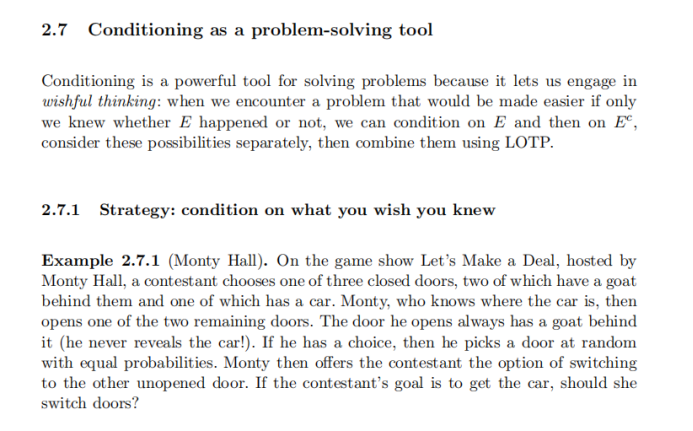 2.7 Conditioning as a problem-solving tool
Conditioning is a powerful tool for solving problems because it lets us engage in
wishful thinking: when we encounter a problem that would be made easier if only
we knew whether E happened or not, we can condition on E and then on Eᶜ,
consider these possibilities separately, then combine them using LOTP.
2.7.1 Strategy: condition on what you wish you knew
Example 2.7.1 (Monty Hall). On the game show Let's Make a Deal, hosted by
Monty Hall, a contestant chooses one of three closed doors, two of which have a goat
behind them and one of which has a car. Monty, who knows where the car is, then
opens one of the two remaining doors. The door he opens always has a goat behind
it (he never reveals the car!). If he has a choice, then he picks a door at random
with equal probabilities. Monty then offers the contestant the option of switching
to the other unopened door. If the contestant's goal is to get the car, should she
switch doors?